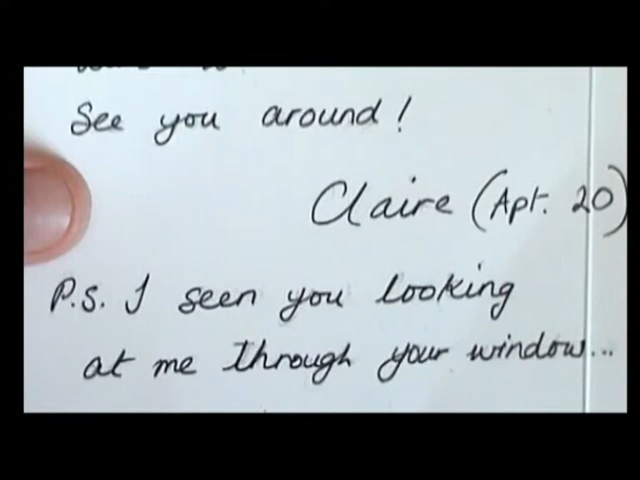 See you around!
Claire (Apt. 20)
P.S. I seen you looking
at me through your window...